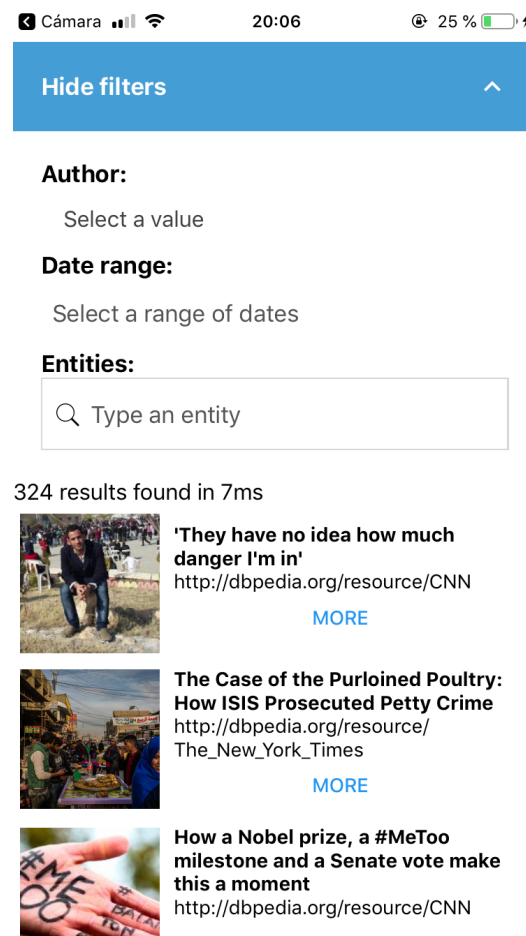 Cámara
20:06
25 %
Hide filters
Author:
Select a value
Date range:
Select a range of dates
Entities:
Type an entity
324 results found in 7ms
'They have no idea how much
danger I'm in'
http://dbpedia.org/resource/CNN
MORE
The Case of the Purloined Poultry:
How ISIS Prosecuted Petty Crime
http://dbpedia.org/resource/
The_New_York_Times
MORE
#ME
OO
How a Nobel prize, a #MeToo
milestone and a Senate vote make
this a moment
http://dbpedia.org/resource/CNN